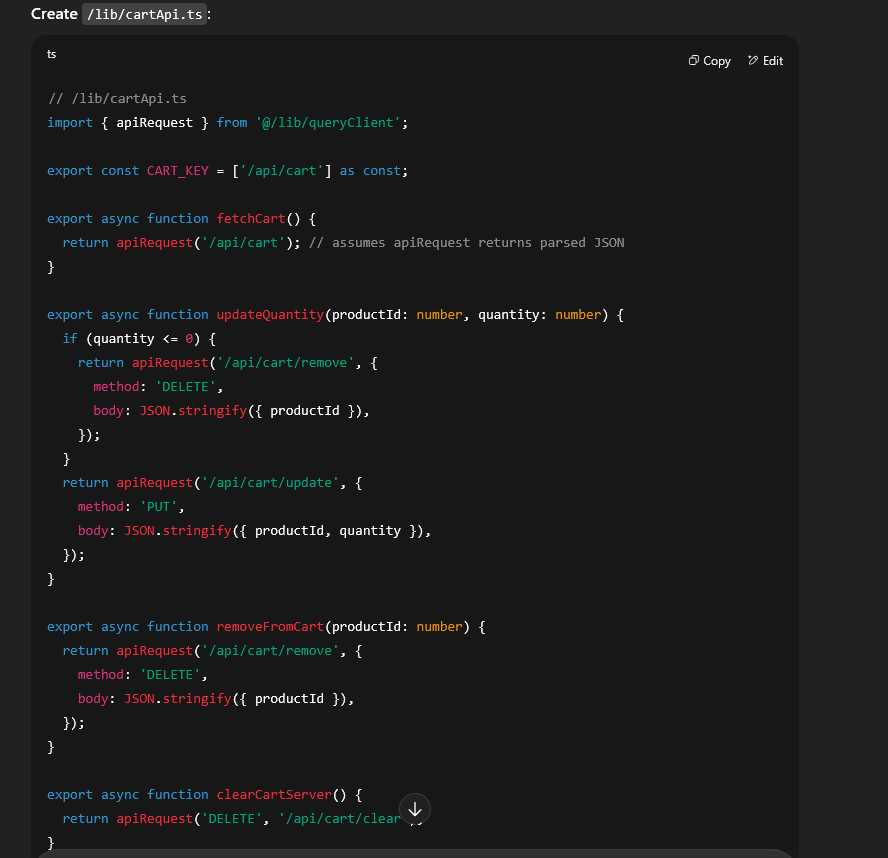 Create /lib/cartApi.ts:
ts
Copy Edit
// /lib/cartApi.ts
import { apiRequest } from '@/lib/queryClient';
export const CART_KEY = ['/api/cart'] as const;
export async function fetchCart() {
  return apiRequest('/api/cart'); // assumes apiRequest returns parsed JSON
}
export async function updateQuantity(productId: number, quantity: number) {
  if (quantity <= 0) {
    return apiRequest('/api/cart/remove', {
      method: 'DELETE',
      body: JSON.stringify({ productId }),
    });
  }
  return apiRequest('/api/cart/update', {
    method: 'PUT',
    body: JSON.stringify({ productId, quantity }),
  });
}
export async function removeFromCart(productId: number) {
  return apiRequest('/api/cart/remove', {
    method: 'DELETE',
    body: JSON.stringify({ productId }),
  });
}
export async function clearCartServer() {
  return apiRequest('DELETE', '/api/cart/clear
}